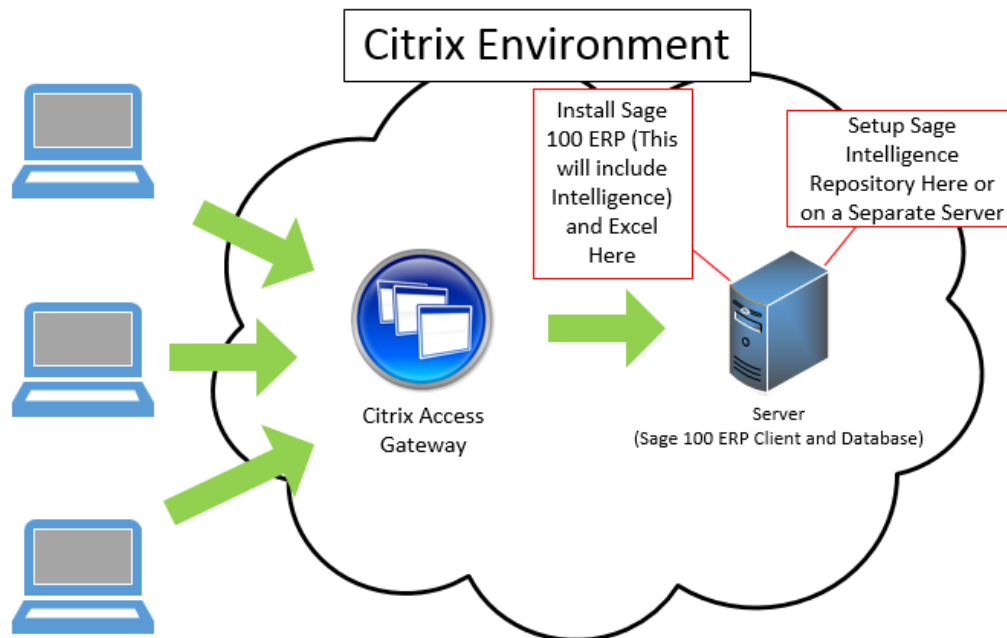 Citrix Environment
Install Sage
100 ERP (This
will include
Intelligence)
and Excel
Here
Setup Sage
Intelligence
Repository Here or
on a Separate Server
Citrix Access
Gateway
Server
(Sage 100 ERP Client and Database)